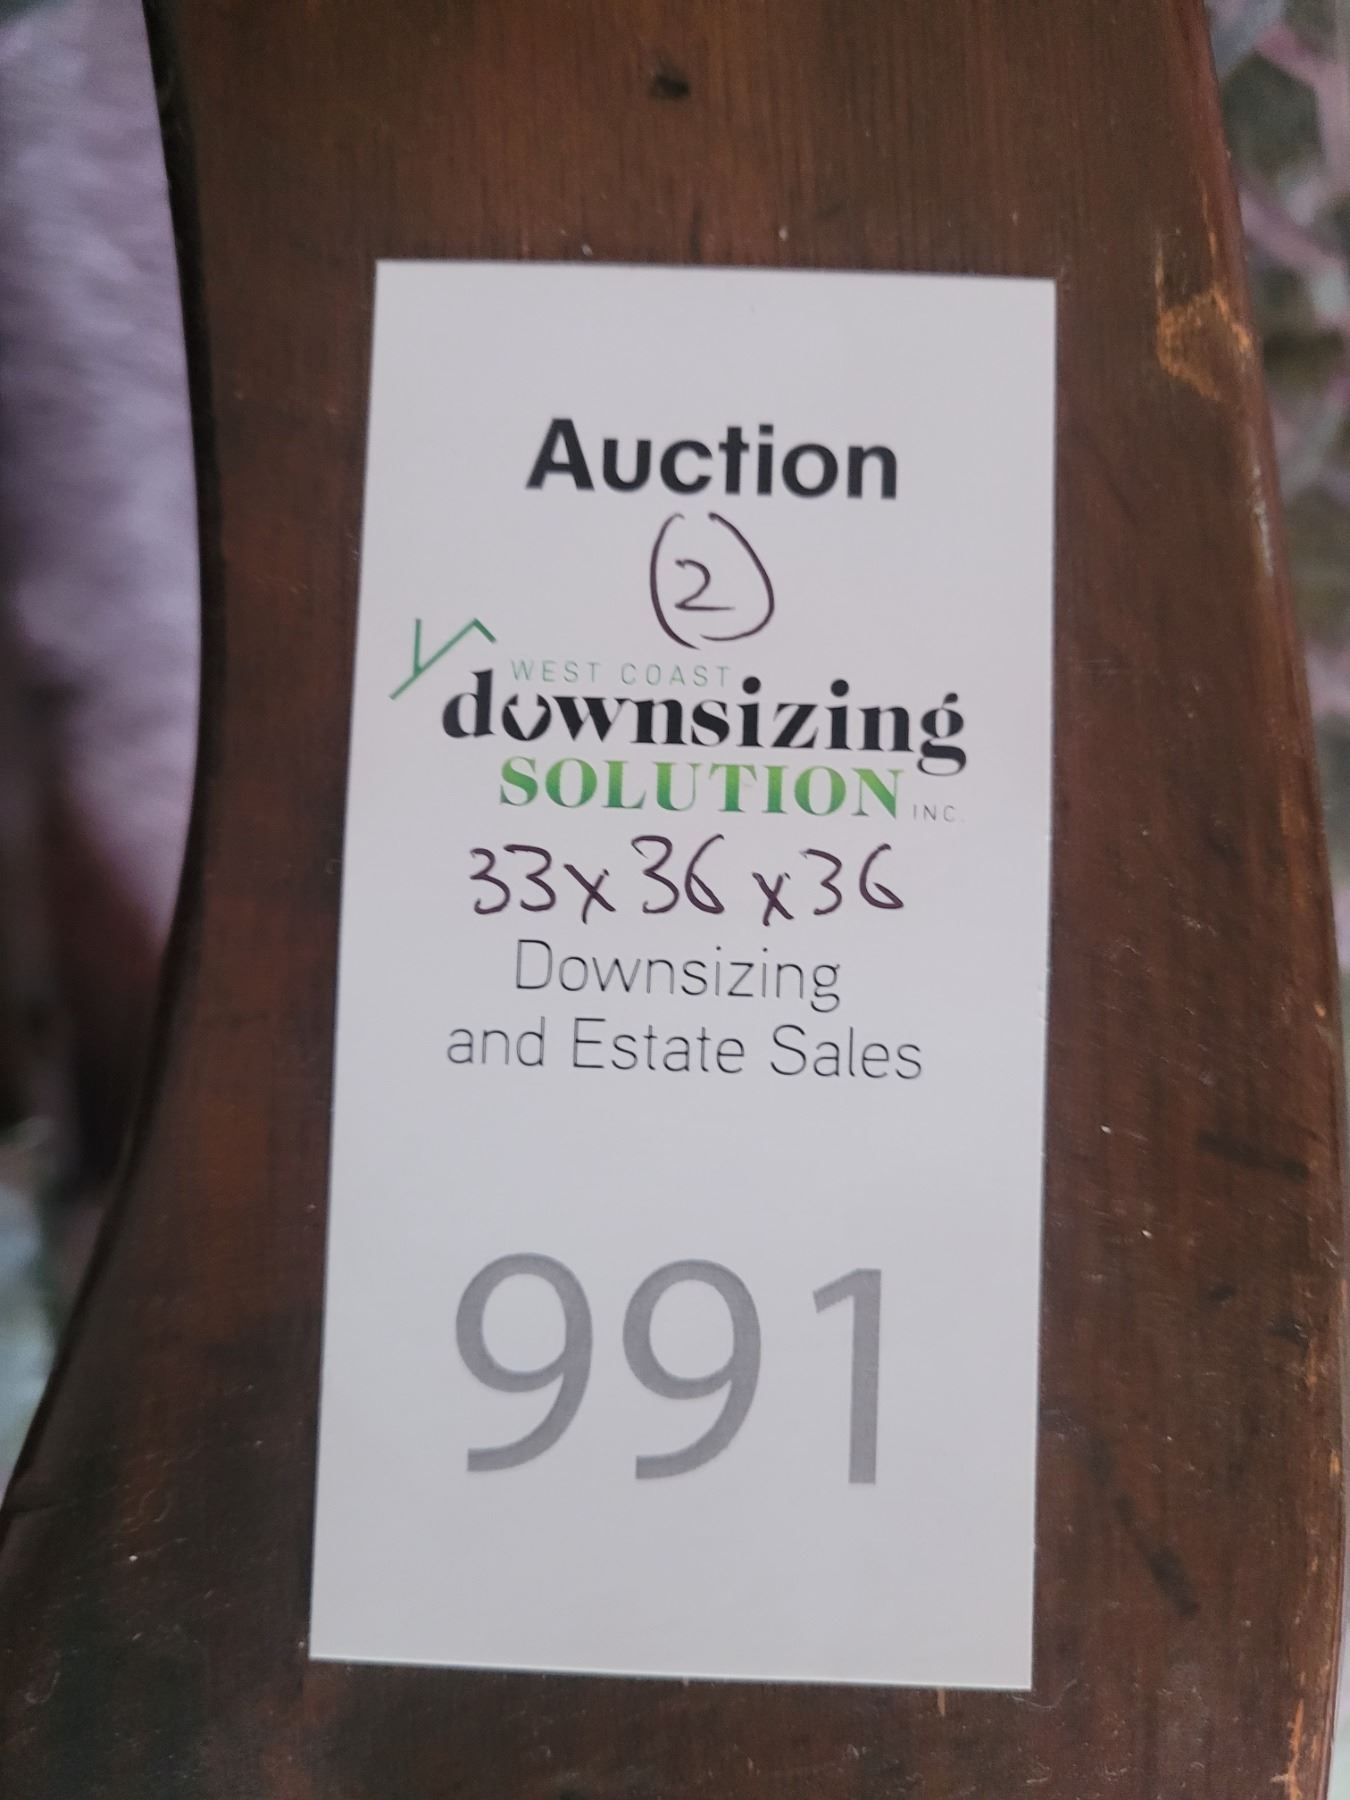 Auction
(2)
WEST COAST
downsizing
SOLUTION INC.
33x36x36
Downsizing
and Estate Sales
991